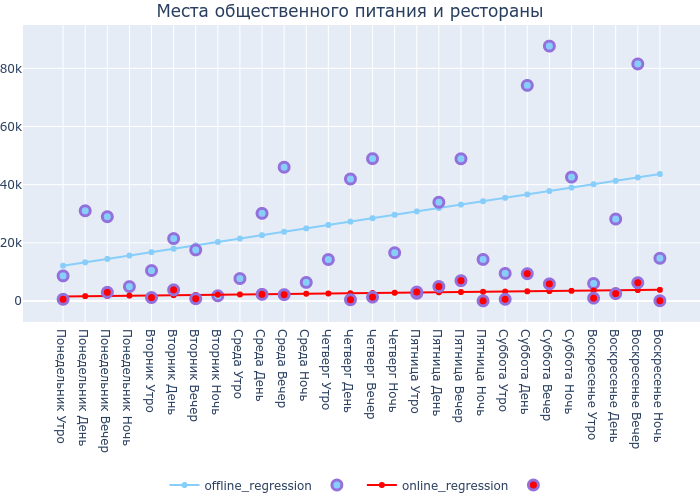 Места общественного питания и рестораны
80k
60k
40k
20k
0
Понедельник Утро
Понедельник День
Понедельник Вечер
Понедельник Ночь
Вторник Утро
Вторник День
Вторник Вечер
Вторник Ночь
Среда Утро
Среда День
Среда Вечер
Среда Ночь
Четверг Утро
Четверг День
Четверг Вечер
Четверг Ночь
Пятница Утро
Пятница День
Пятница Вечер
Пятница Ночь
Суббота Утро
Суббота День
Суббота Вечер
Суббота Ночь
Воскресенье Утро
Воскресенье День
Воскресенье Вечер
Воскресенье Ночь
offline_regression
online_regression